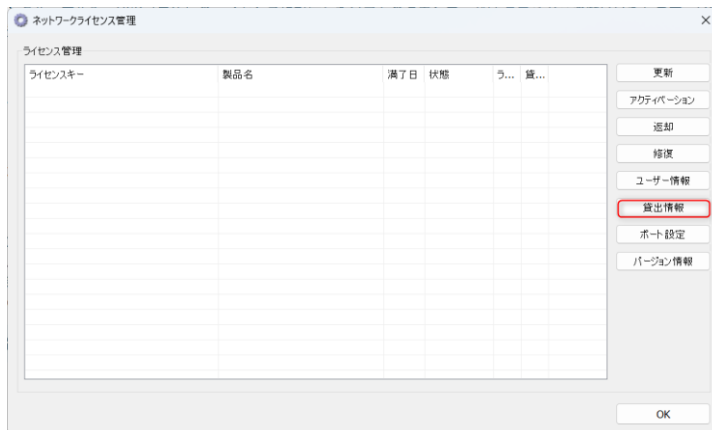 ネットワークライセンス管理
ライセンス管理
ライセンスキー 製品名 満了日 状態 ラ... 貸...
更新
アクティベーション
返却
修復
ユーザー情報
貸出情報
ポート設定
バージョン情報
OK